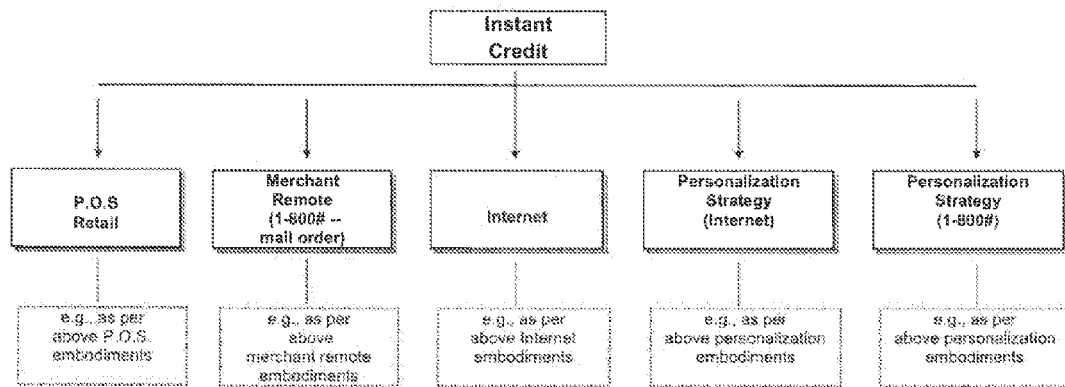 Instant
Credit
P.O.S
Retail
Merchant
Remote
(1-800# --
mail order)
Internet
Personalization
Strategy
(Internet)
Personalization
Strategy
(1-800#)
e.g., as per
above P.O.S.
embodiments
e.g., as per
above
merchant remote
embodiments
e.g., as per
above Internet
embodiments
e.g., as per
above personalization
embodiments
e.g., as per
above personalization
embodiments